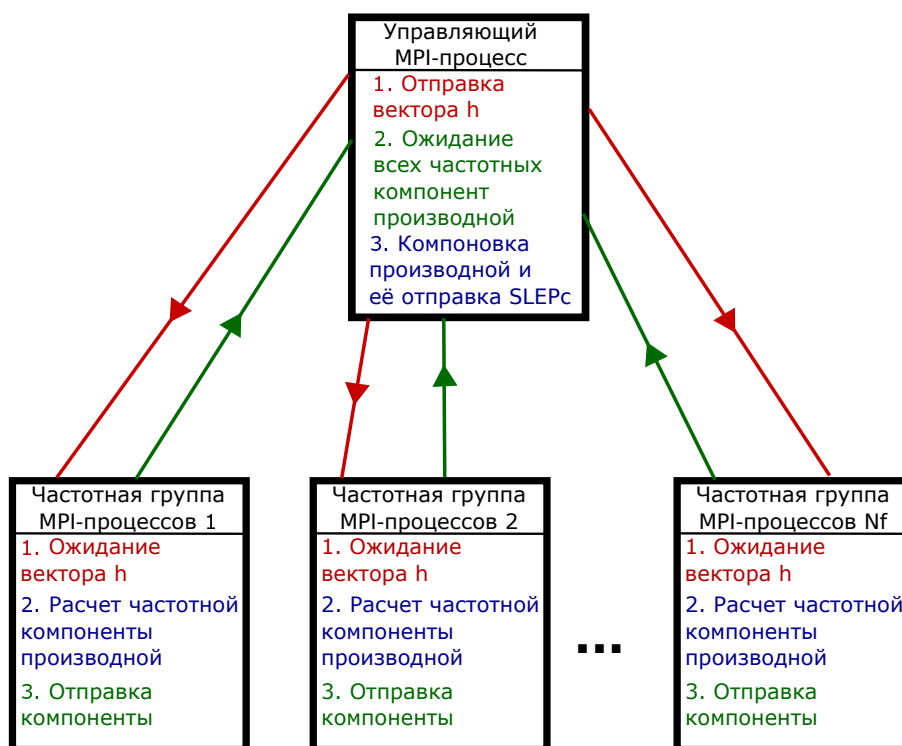 Управляющий
MPI-процесс
1. Отправка
вектора h
2. Ожидание
всех частотных
компонент
производной
3. Компоновка
производной и
её отправка SLEPc
Частотная группа
MPI-процессов 1
1. Ожидание
вектора h
2. Расчет частотной
компоненты
производной
3. Отправка
компоненты
Частотная группа
MPI-процессов 2
1. Ожидание
вектора h
2. Расчет частотной
компоненты
производной
3. Отправка
компоненты
...
Частотная группа
MPI-процессов Nf
1. Ожидание
вектора h
2. Расчет частотной
компоненты
производной
3. Отправка
компоненты